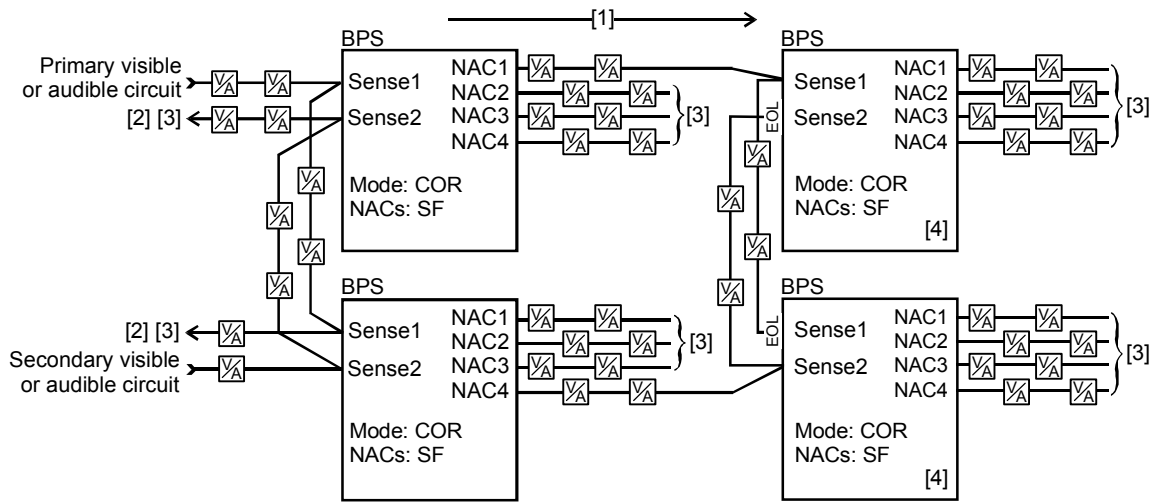 [1]
BPS
BPS
Primary visible
or audible circuit
[2] [3]
V/A V/A
V/A V/A
Sense1
Sense2
NAC1
NAC2
NAC3
NAC4
V/A V/A
V/A V/A
V/A V/A
V/A V/A
[3]
Mode: COR
NACs: SF
V/A
V/A
V/A
V/A
EOL
Sense1
Sense2
NAC1
NAC2
NAC3
NAC4
V/A V/A
V/A V/A
V/A V/A
V/A V/A
[3]
Mode: COR
NACs: SF
[4]
V/A
V/A
V/A
V/A
BPS
BPS
[2] [3]
Secondary visible
or audible circuit
V/A
V/A
Sense1
Sense2
NAC1
NAC2
NAC3
NAC4
V/A V/A
V/A V/A
V/A V/A
V/A V/A
[3]
Mode: COR
NACs: SF
EOL
Sense1
Sense2
NAC1
NAC2
NAC3
NAC4
V/A V/A
V/A V/A
V/A V/A
V/A V/A
[3]
Mode: COR
NACs: SF
[4]